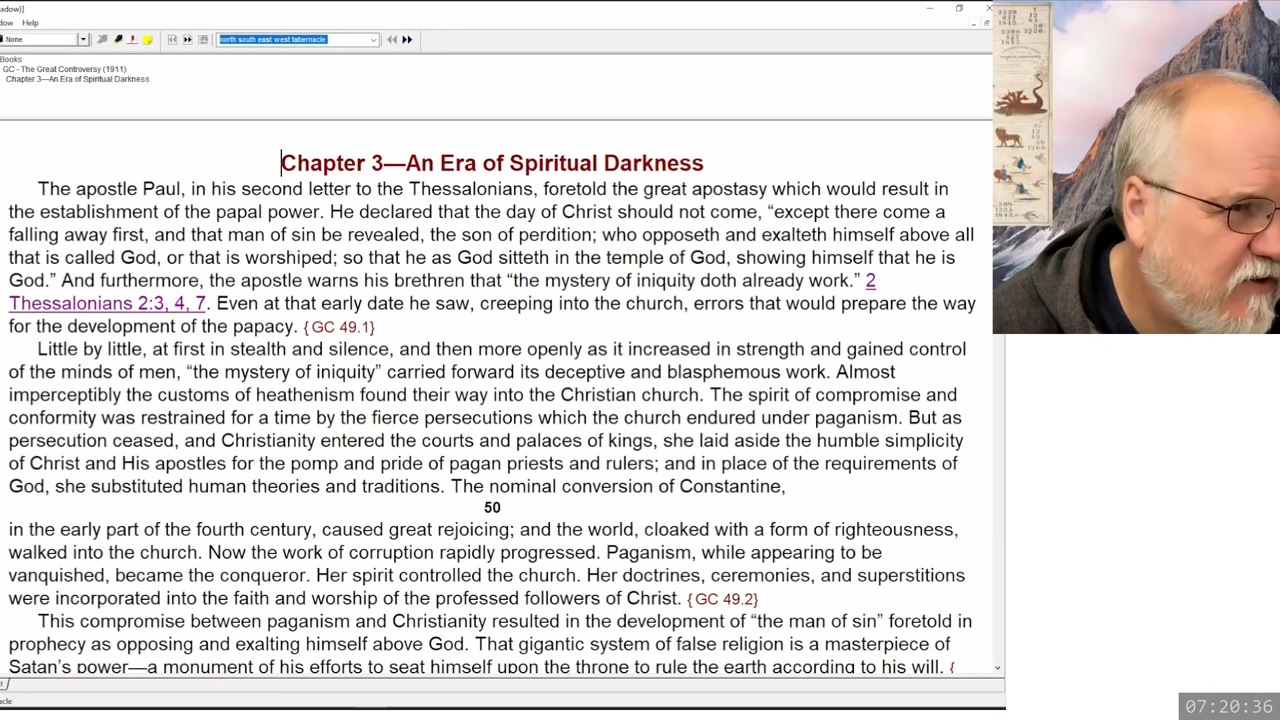 adow)]
dow Help
None
north south east west tabernacle
Books
GC - The Great Controversy (1911)
Chapter 3—An Era of Spiritual Darkness
Chapter 3—An Era of Spiritual Darkness
The apostle Paul, in his second letter to the Thessalonians, foretold the great apostasy which would result in
the establishment of the papal power. He declared that the day of Christ should not come, “except there come a
falling away first, and that man of sin be revealed, the son of perdition; who opposeth and exalteth himself above all
that is called God, or that is worshiped; so that he as God sitteth in the temple of God, showing himself that he is
God.” And furthermore, the apostle warns his brethren that “the mystery of iniquity doth already work.” 2
Thessalonians 2:3, 4, 7. Even at that early date he saw, creeping into the church, errors that would prepare the way
for the development of the papacy. {GC 49.1}
Little by little, at first in stealth and silence, and then more openly as it increased in strength and gained control
of the minds of men, “the mystery of iniquity” carried forward its deceptive and blasphemous work. Almost
imperceptibly the customs of heathenism found their way into the Christian church. The spirit of compromise and
conformity was restrained for a time by the fierce persecutions which the church endured under paganism. But as
persecution ceased, and Christianity entered the courts and palaces of kings, she laid aside the humble simplicity
of Christ and His apostles for the pomp and pride of pagan priests and rulers; and in place of the requirements of
God, she substituted human theories and traditions. The nominal conversion of Constantine,
50
in the early part of the fourth century, caused great rejoicing; and the world, cloaked with a form of righteousness,
walked into the church. Now the work of corruption rapidly progressed. Paganism, while appearing to be
vanquished, became the conqueror. Her spirit controlled the church. Her doctrines, ceremonies, and superstitions
were incorporated into the faith and worship of the professed followers of Christ. {GC 49.2}
This compromise between paganism and Christianity resulted in the development of “the man of sin” foretold in
prophecy as opposing and exalting himself above God. That gigantic system of false religion is a masterpiece of
Satan’s power—a monument of his efforts to seat himself upon the throne to rule the earth according to his will. {
acle
07:20:36